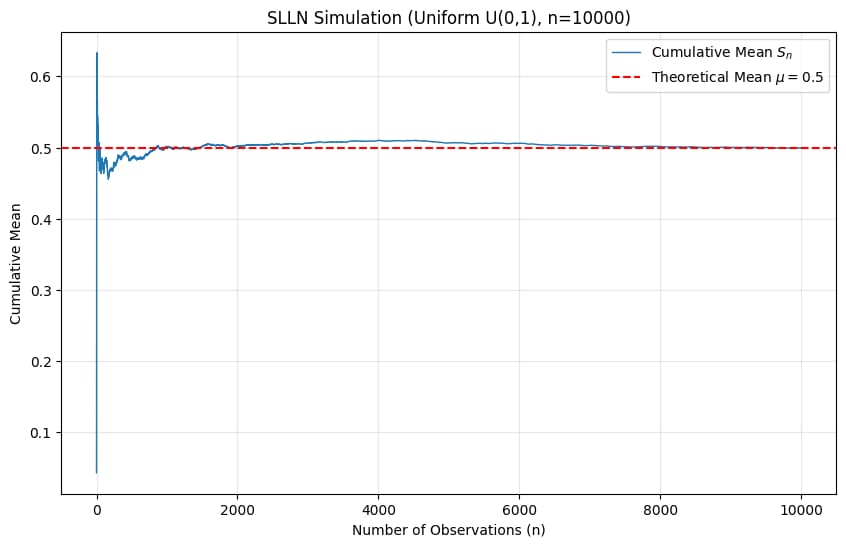 SLLN Simulation (Uniform U(0,1), n=10000)
Cumulative Mean Sₙ
Theoretical Mean μ = 0.5
Cumulative Mean
0.6
0.5
0.4
0.3
0.2
0.1
0 2000 4000 6000 8000 10000
Number of Observations (n)